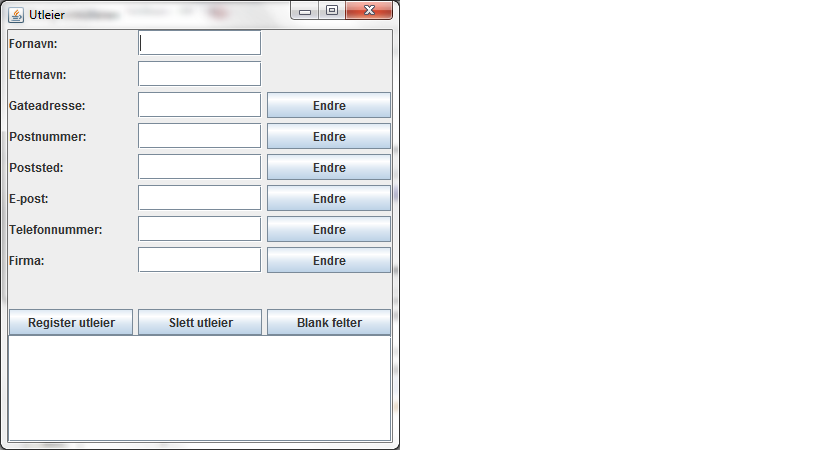 Utleier
Fornavn:
Etternavn:
Gateadresse: Endre
Postnummer: Endre
Poststed: Endre
E-post: Endre
Telefonnummer: Endre
Firma: Endre
Register utleier Slett utleier Blank felter